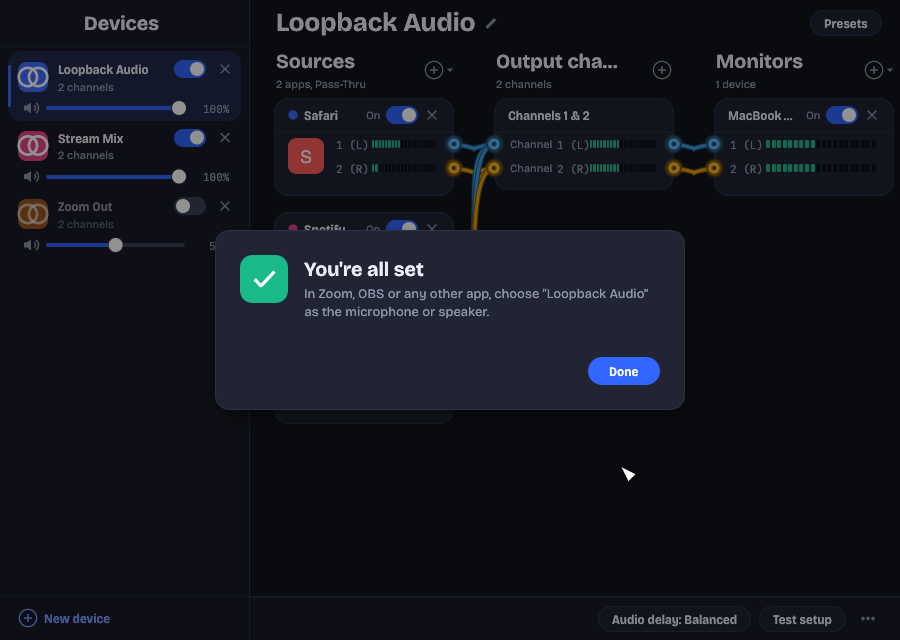 Devices
Loopback Audio
2 channels
100%
Stream Mix
2 channels
100%
Zoom Out
2 channels
New device
Loopback Audio
Presets
Sources
2 apps, Pass-Thru
Output cha...
2 channels
Monitors
1 device
Safari
On
S
1 (L)
2 (R)
Spotify
On
Channels 1 & 2
Channel 1 (L)
Channel 2 (R)
MacBook ...
On
1 (L)
2 (R)
You're all set
In Zoom, OBS or any other app, choose “Loopback Audio”
as the microphone or speaker.
Done
Audio delay: Balanced
Test setup